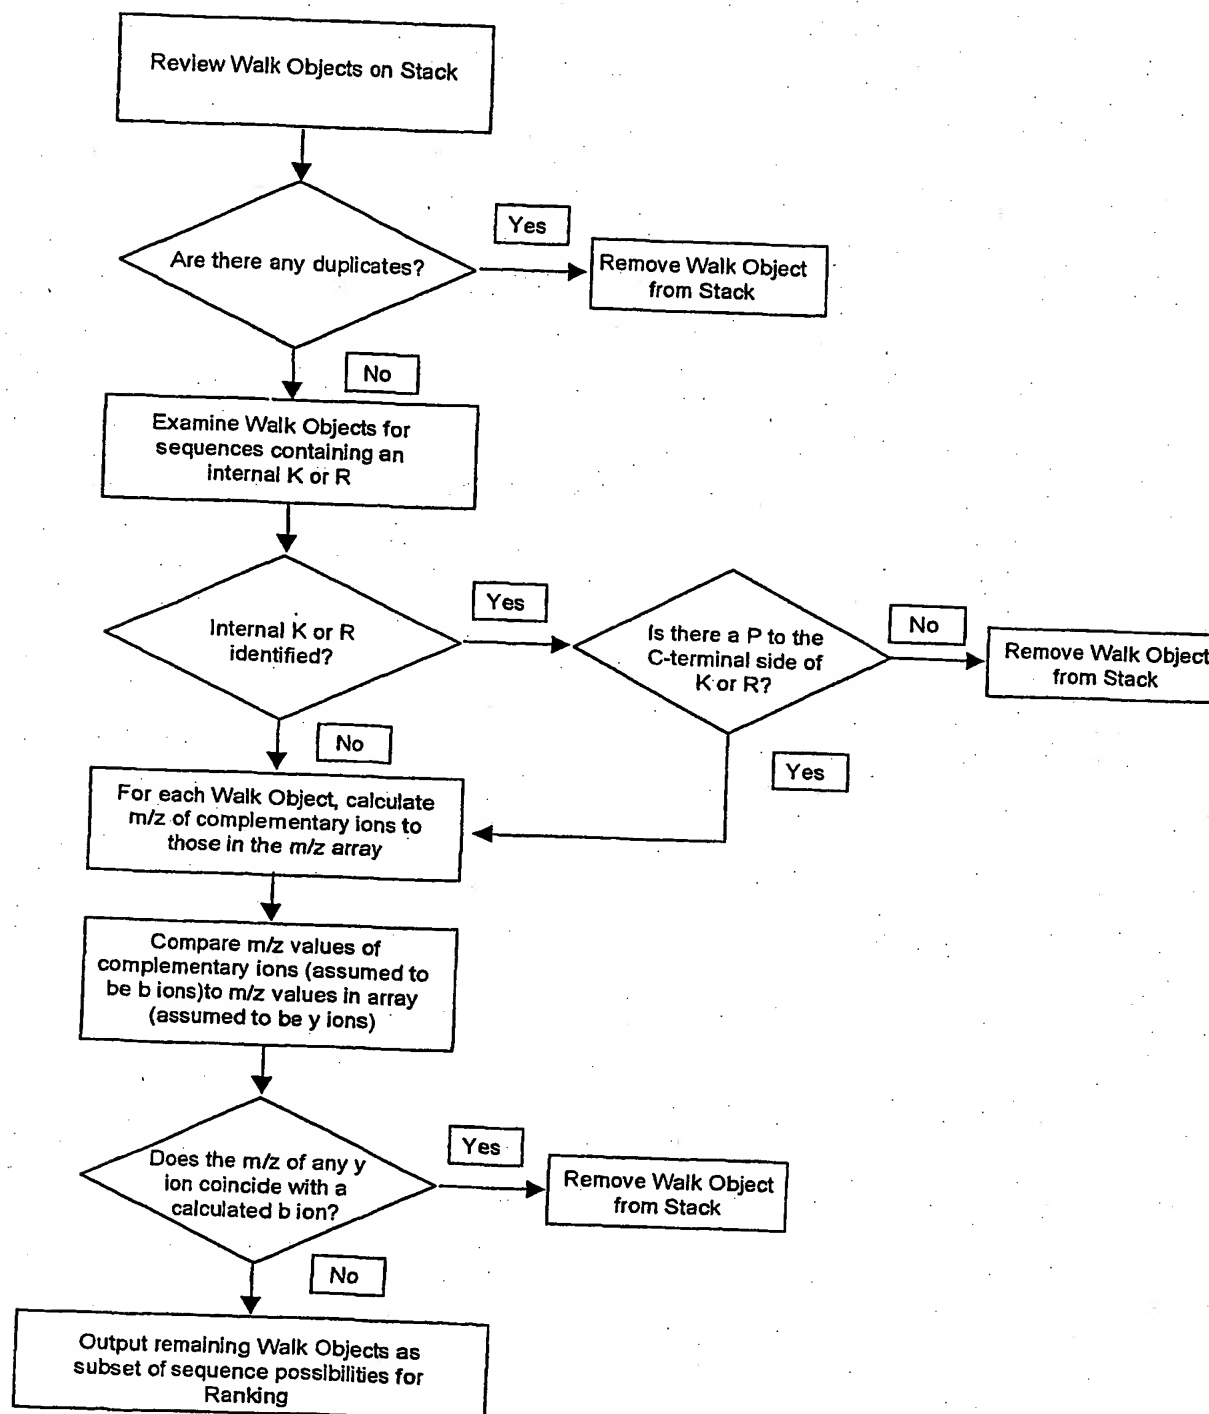 Review Walk Objects on Stack
Are there any duplicates?
Yes
Remove Walk Object
from Stack
No
Examine Walk Objects for
sequences containing an
internal K or R
Internal K or R
identified?
Yes
Is there a P to the
C-terminal side of
K or R?
No
Remove Walk Object
from Stack
No
Yes
For each Walk Object, calculate
m/z of complementary ions to
those in the m/z array
Compare m/z values of
complementary ions (assumed to
be b ions)to m/z values in array
(assumed to be y ions)
Does the m/z of any y
ion coincide with a
calculated b ion?
Yes
Remove Walk Object
from Stack
No
Output remaining Walk Objects as
subset of sequence possibilities for
Ranking